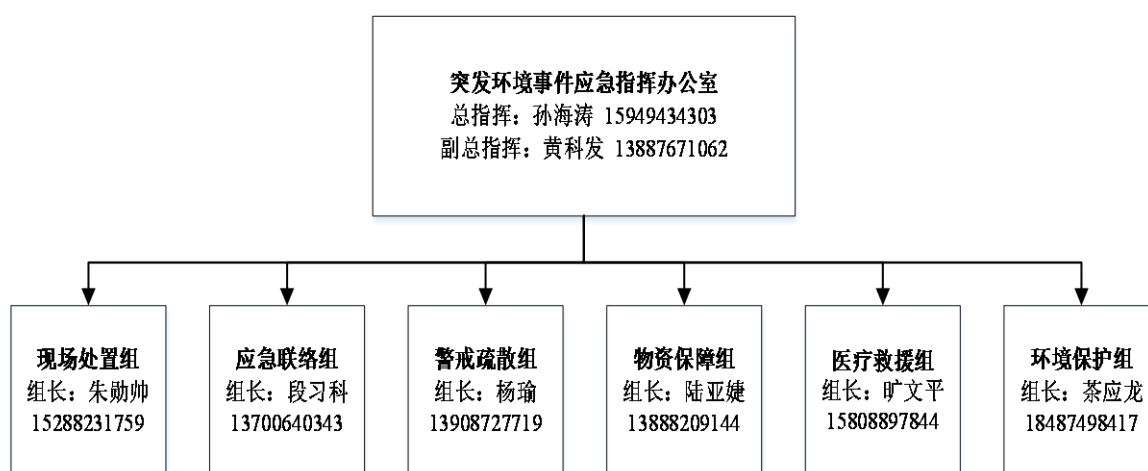 突发环境事件应急指挥办公室
总指挥：孙海涛 15949434303
副总指挥：黄科发 13887671062
现场处置组
组长：朱勋帅
15288231759
应急联络组
组长：段习科
13700640343
警戒疏散组
组长：杨瑜
13908727719
物资保障组
组长：陆亚婕
13888209144
医疗救援组
组长：旷文平
15808897844
环境保护组
组长：茶应龙
18487498417